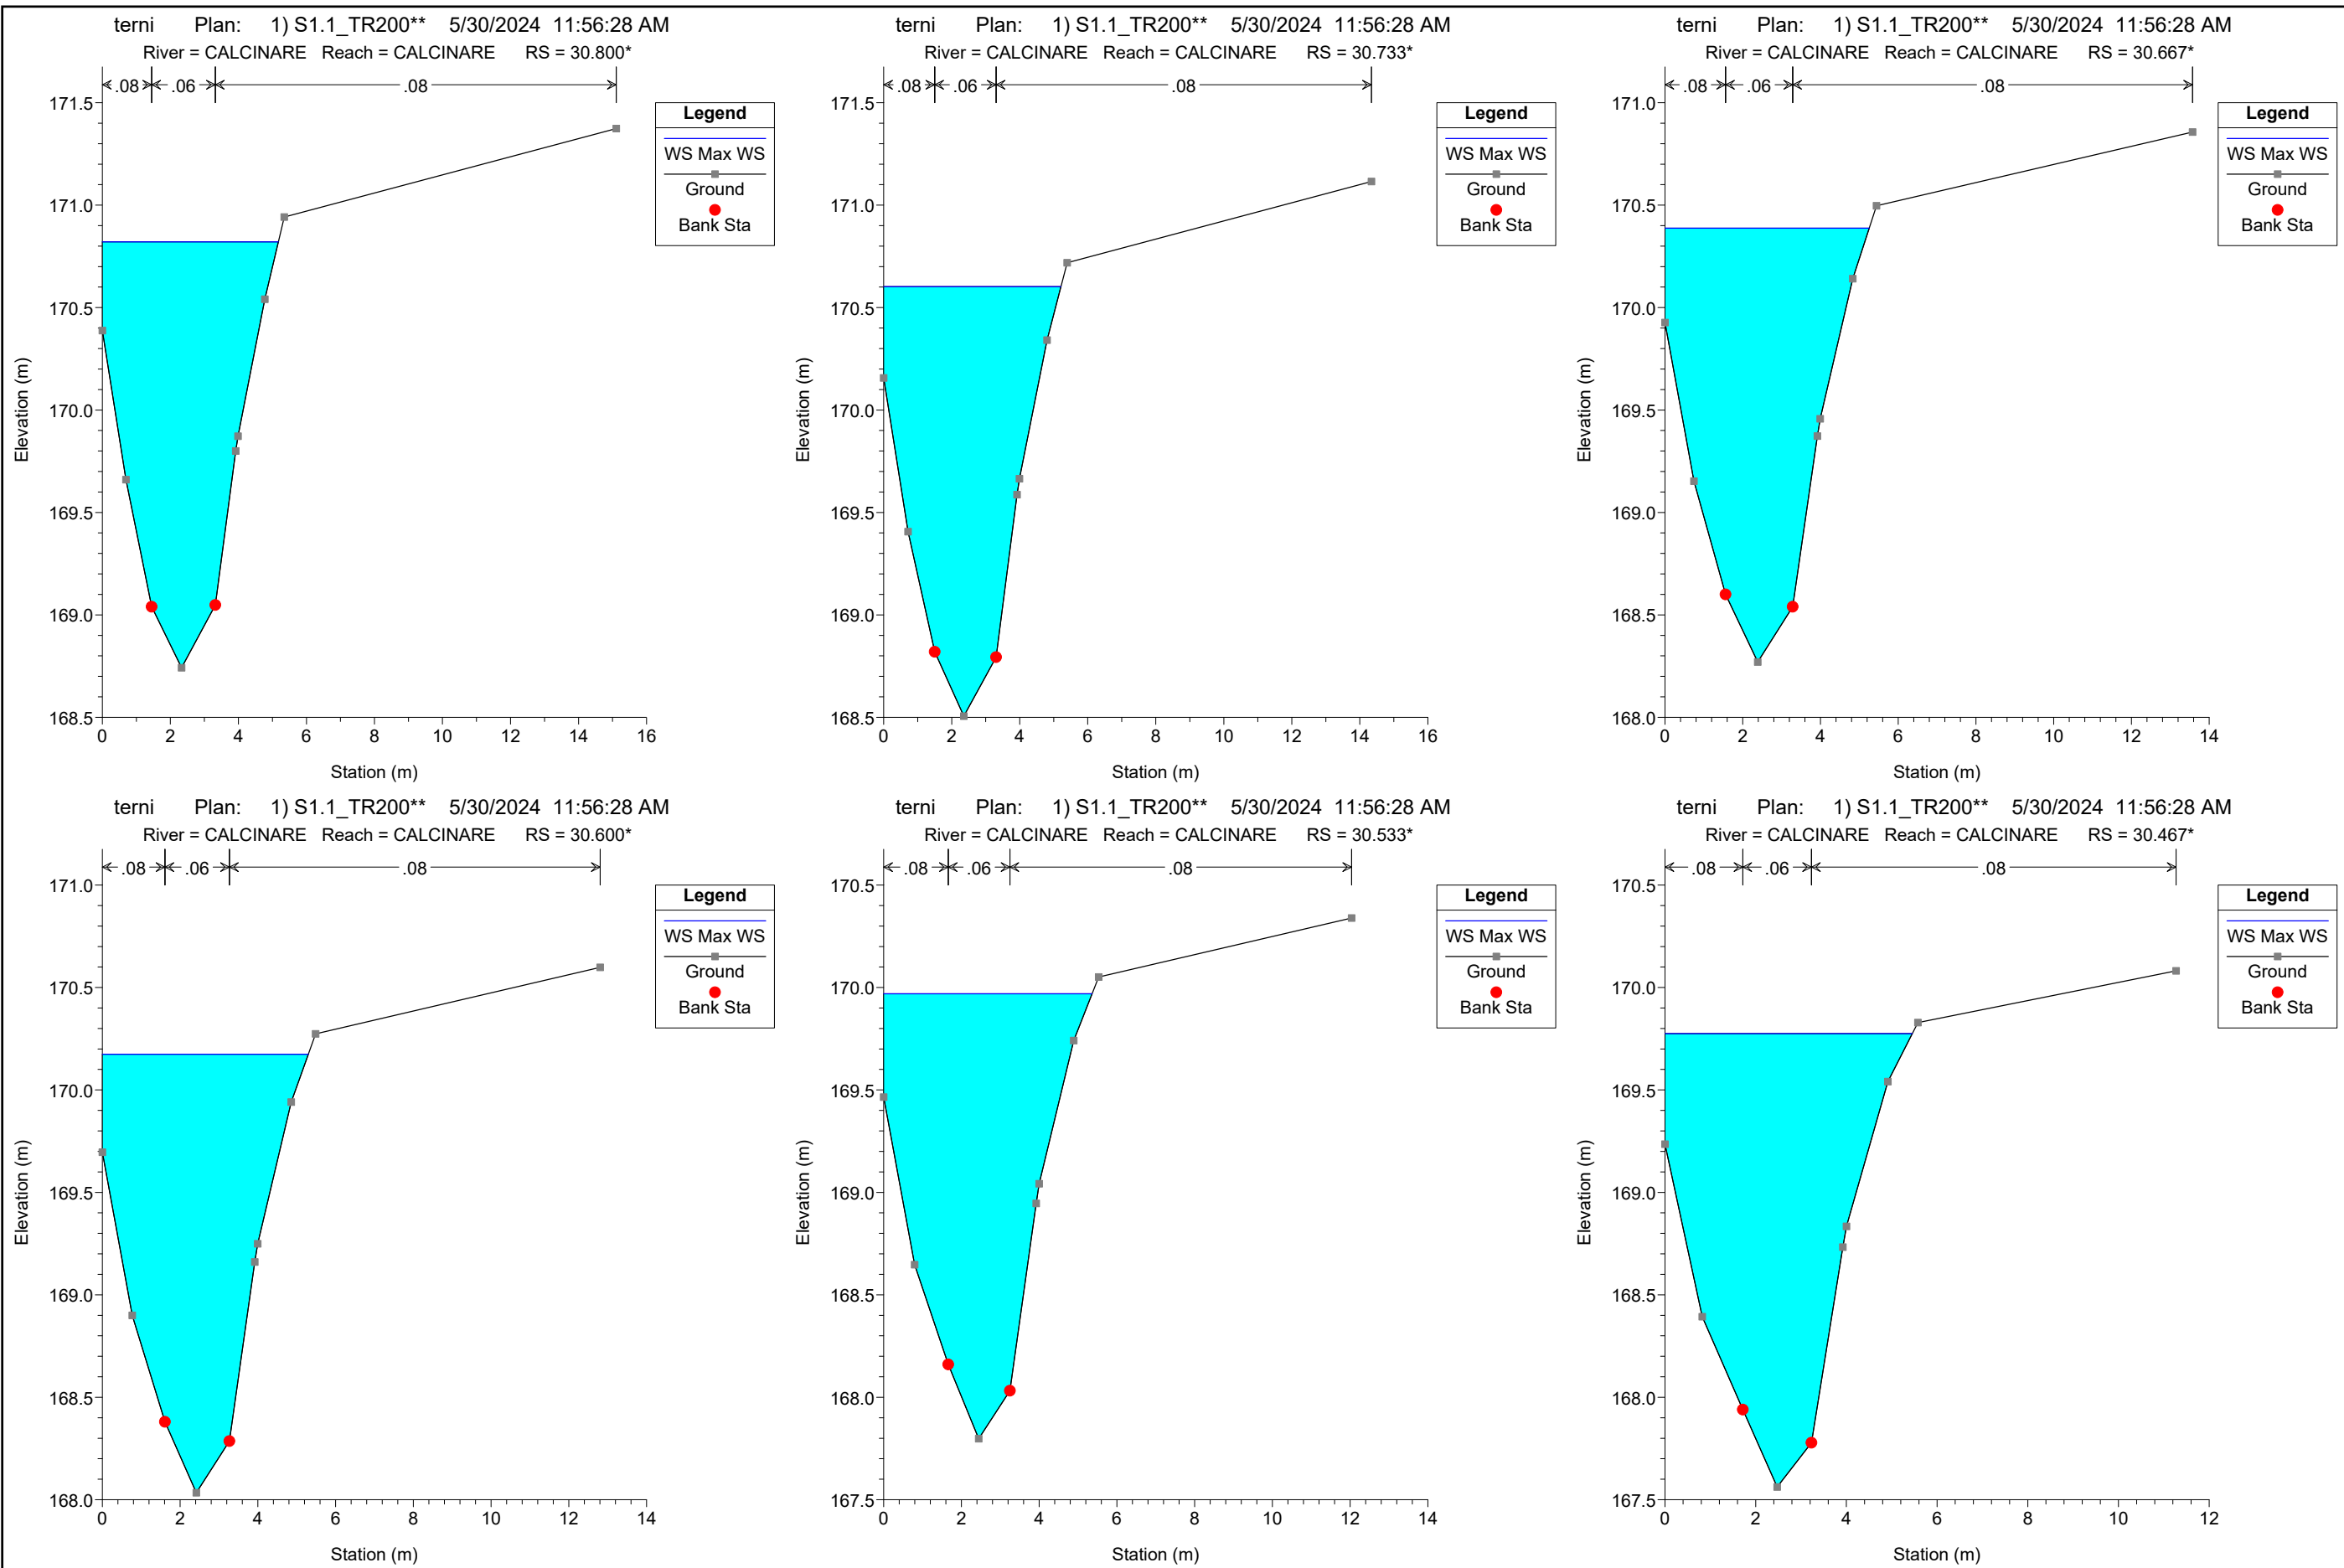 terni Plan: 1) S1.1_TR200** 5/30/2024 11:56:28 AM
River = CALCINARE Reach = CALCINARE RS = 30.800*
.08 .06 .08
Legend
WS Max WS
Ground
Bank Sta
171.5
171.0
170.5
170.0
169.5
169.0
168.5
0 2 4 6 8 10 12 14 16
Elevation (m)
Station (m)
terni Plan: 1) S1.1_TR200** 5/30/2024 11:56:28 AM
River = CALCINARE Reach = CALCINARE RS = 30.733*
.08 .06 .08
Legend
WS Max WS
Ground
Bank Sta
171.5
171.0
170.5
170.0
169.5
169.0
168.5
0 2 4 6 8 10 12 14 16
Elevation (m)
Station (m)
terni Plan: 1) S1.1_TR200** 5/30/2024 11:56:28 AM
River = CALCINARE Reach = CALCINARE RS = 30.667*
.08 .06 .08
Legend
WS Max WS
Ground
Bank Sta
171.0
170.5
170.0
169.5
169.0
168.5
168.0
0 2 4 6 8 10 12 14
Elevation (m)
Station (m)
terni Plan: 1) S1.1_TR200** 5/30/2024 11:56:28 AM
River = CALCINARE Reach = CALCINARE RS = 30.600*
.08 .06 .08
Legend
WS Max WS
Ground
Bank Sta
171.0
170.5
170.0
169.5
169.0
168.5
168.0
0 2 4 6 8 10 12 14
Elevation (m)
Station (m)
terni Plan: 1) S1.1_TR200** 5/30/2024 11:56:28 AM
River = CALCINARE Reach = CALCINARE RS = 30.533*
.08 .06 .08
Legend
WS Max WS
Ground
Bank Sta
170.5
170.0
169.5
169.0
168.5
168.0
167.5
0 2 4 6 8 10 12 14
Elevation (m)
Station (m)
terni Plan: 1) S1.1_TR200** 5/30/2024 11:56:28 AM
River = CALCINARE Reach = CALCINARE RS = 30.467*
.08 .06 .08
Legend
WS Max WS
Ground
Bank Sta
170.5
170.0
169.5
169.0
168.5
168.0
167.5
0 2 4 6 8 10 12
Elevation (m)
Station (m)